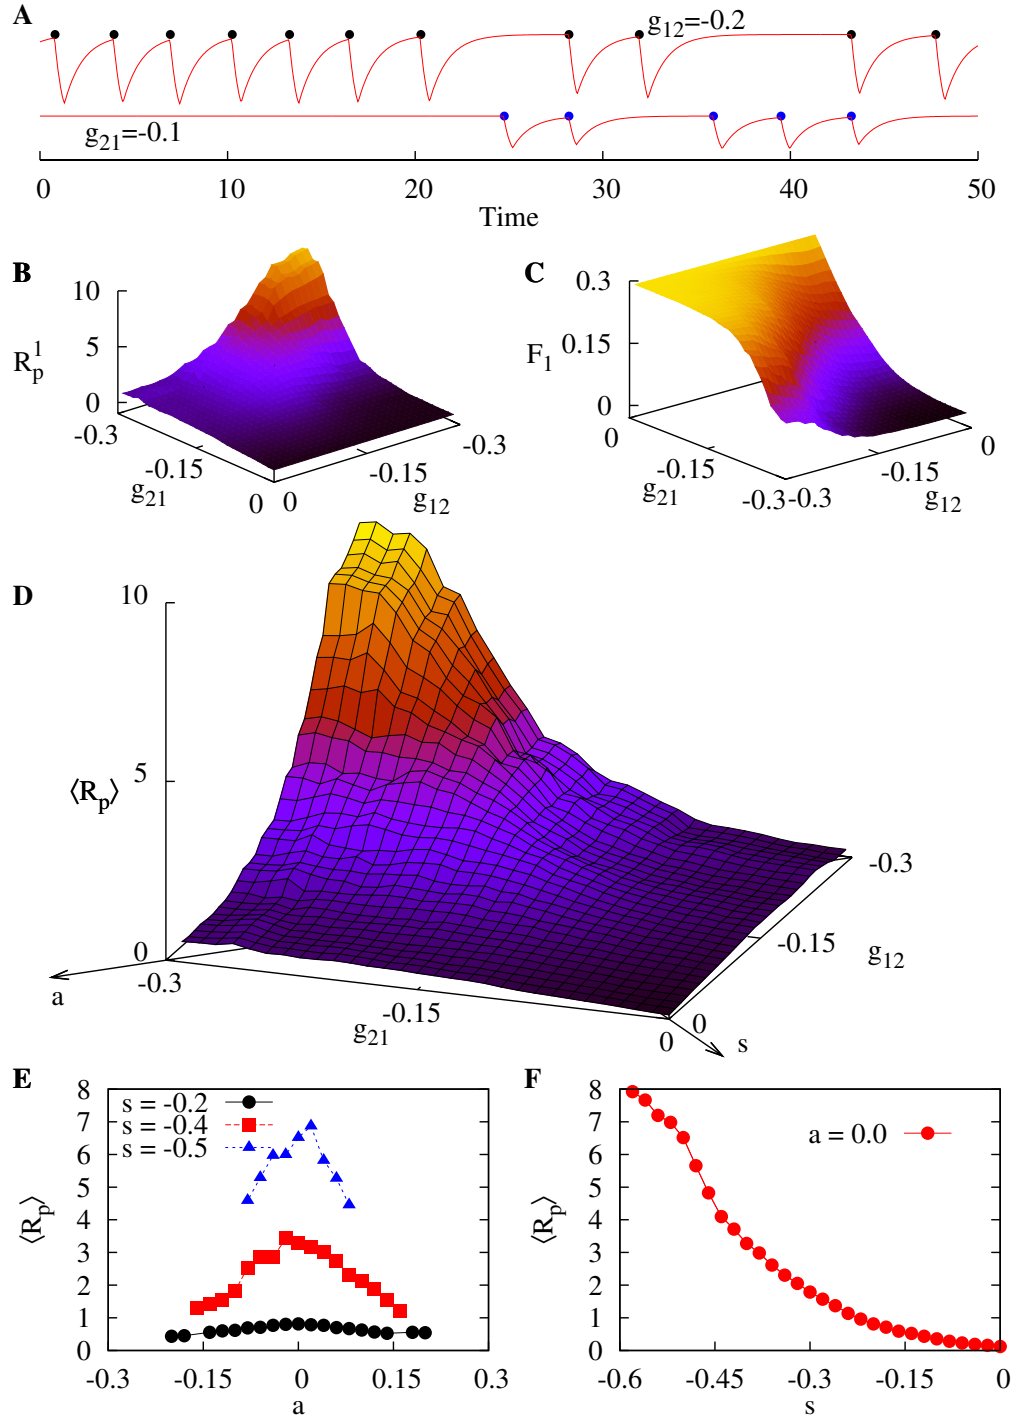 A
g12=-0.2
g21=-0.1
0 10 20 30 40 50
Time
B
10
5
0
R_p^1
-0.3
-0.15
0
g21
0
-0.15
-0.3
g12
C
0.3
0.15
0
F1
0
-0.15
-0.3
g21
-0.3
-0.15
0
g12
D
10
5
0
⟨Rp⟩
a
-0.3
-0.15
0
g21
-0.3
-0.15
0
g12
s
E
8
7
6
5
4
3
2
1
0
⟨Rp⟩
s = -0.2
s = -0.4
s = -0.5
-0.3 -0.15 0 0.15 0.3
a
F
8
7
6
5
4
3
2
1
0
⟨Rp⟩
a = 0.0
-0.6 -0.45 -0.3 -0.15 0
s